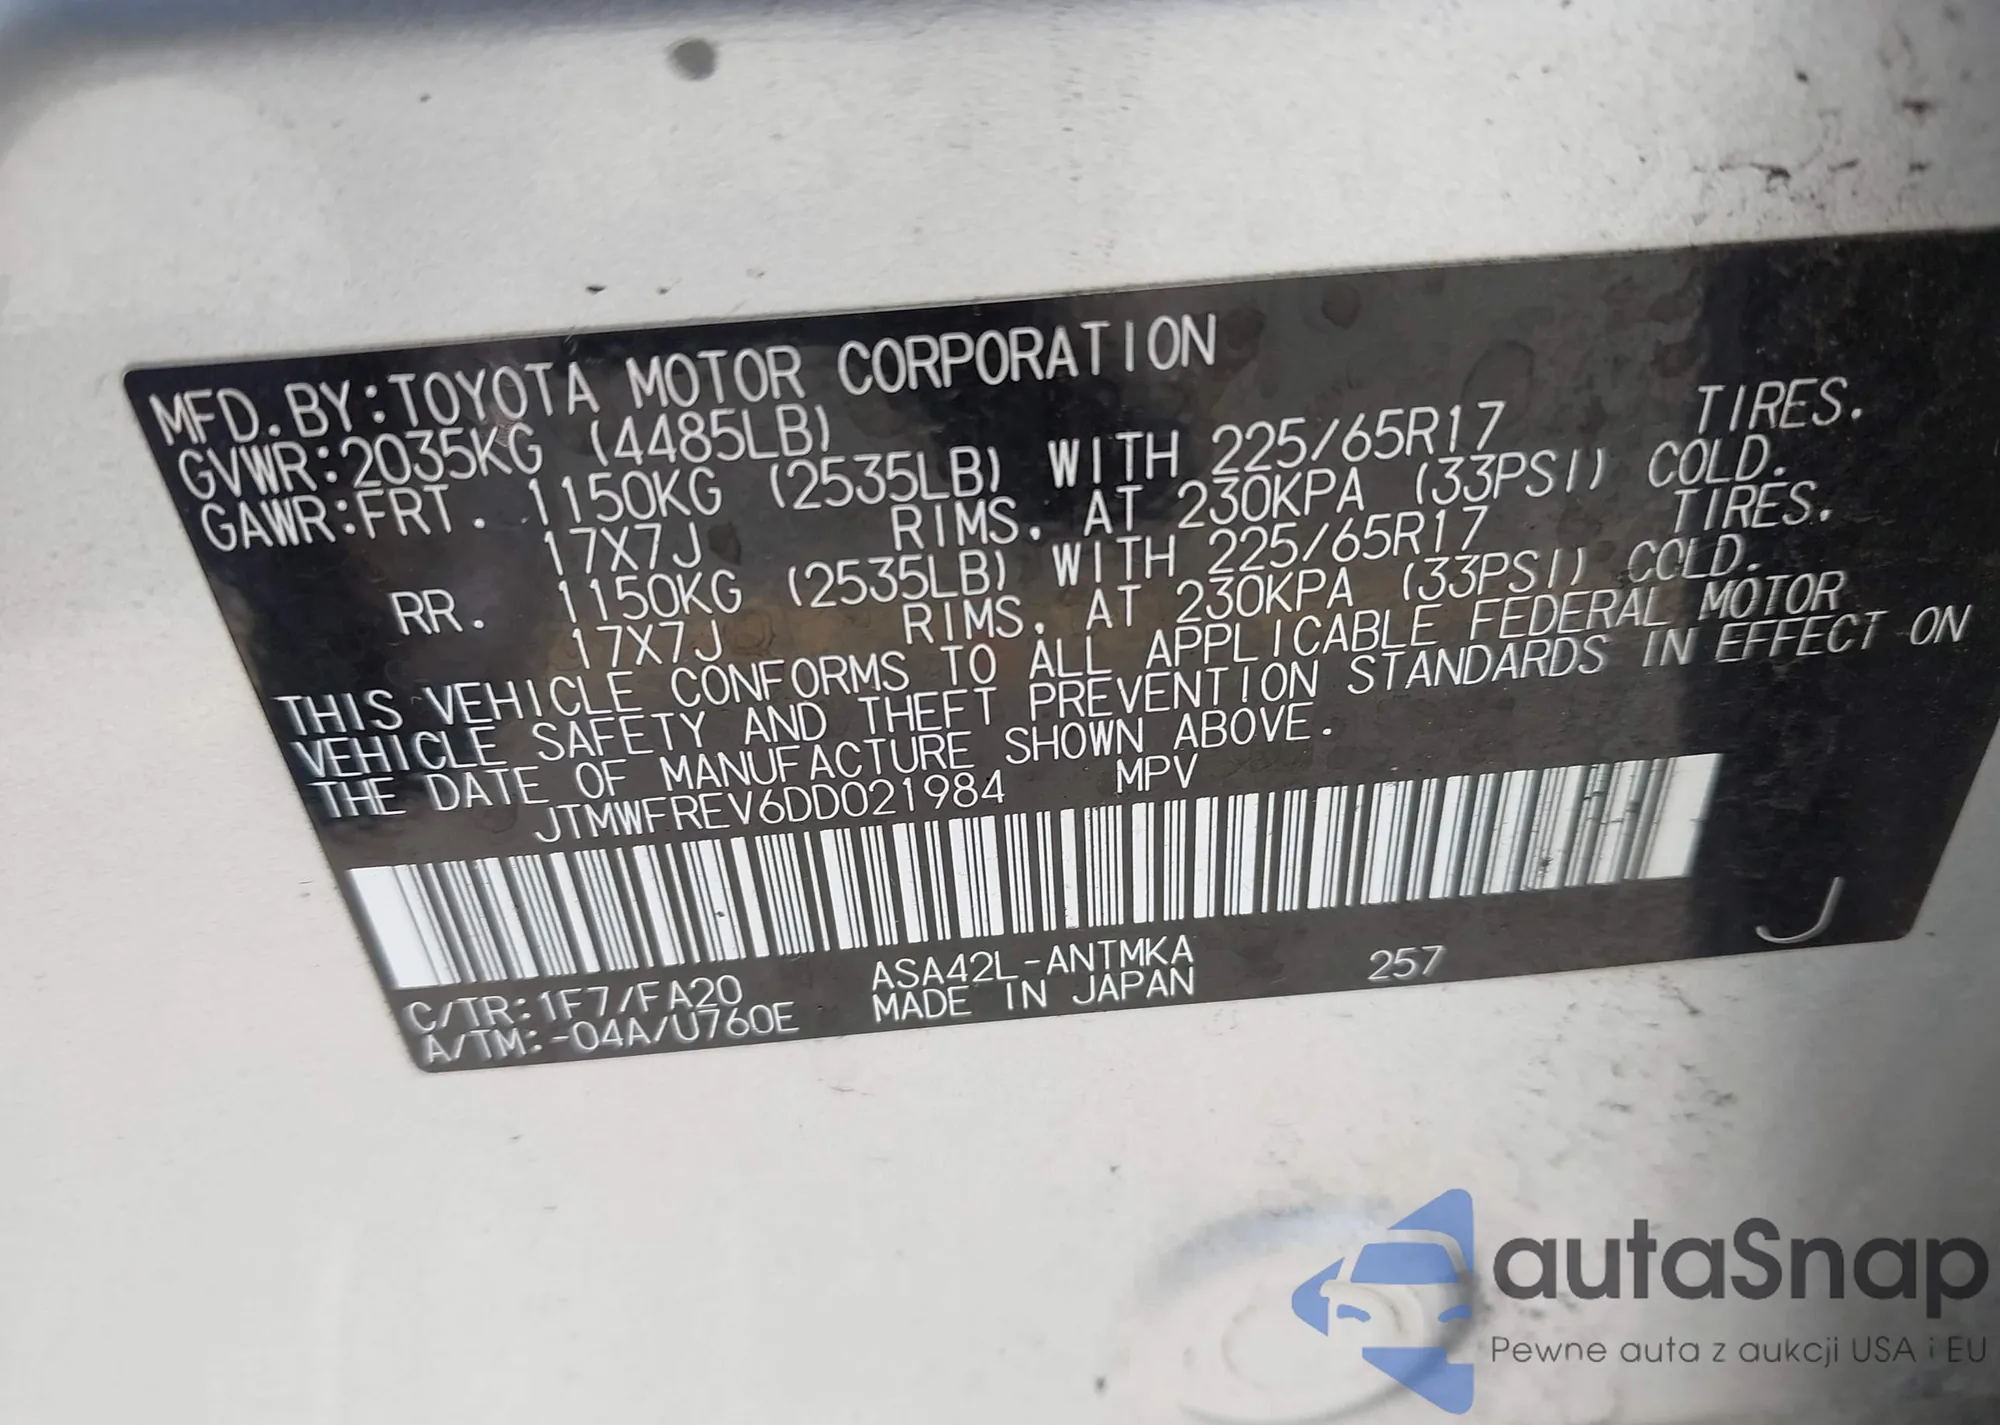 MFD. BY: TOYOTA MOTOR CORPORATION
GVWR: 2035KG (4485LB)
GAWR: FRT. 1150KG (2535LB) WITH 225/65R17 TIRES.
17X7J RIMS. AT 230KPA (33PSI) COLD.
RR. 1150KG (2535LB) WITH 225/65R17 TIRES.
17X7J RIMS. AT 230KPA (33PSI) COLD.
THIS VEHICLE CONFORMS TO ALL APPLICABLE FEDERAL MOTOR
VEHICLE SAFETY AND THEFT PREVENTION STANDARDS IN EFFECT ON
THE DATE OF MANUFACTURE SHOWN ABOVE.
JTMWFREV6DD021984 MPV
C/TR: 1F7/FA20 ASA42L-ANTMKA 257 J
A/TM: -04A/U760E MADE IN JAPAN
autaSnap
Pewne auta z aukcji USA i EU